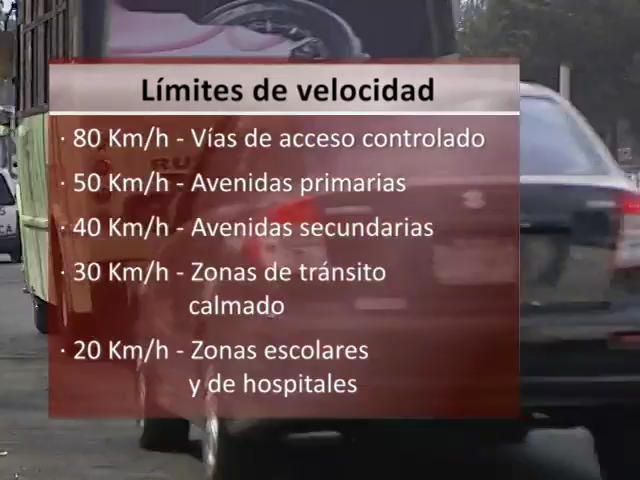 Límites de velocidad
· 80 Km/h - Vías de acceso controlado
· 50 Km/h - Avenidas primarias
· 40 Km/h - Avenidas secundarias
· 30 Km/h - Zonas de tránsito
calmado
· 20 Km/h - Zonas escolares
y de hospitales